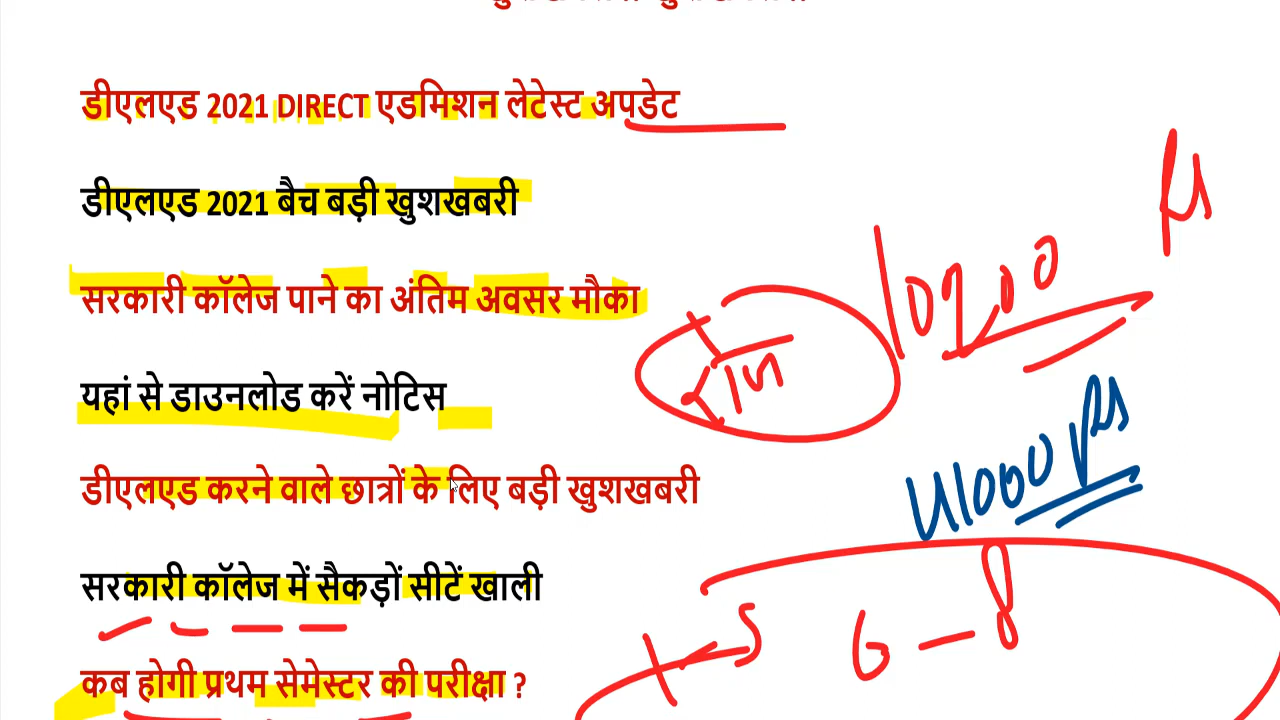 डीएलएड 2021 DIRECT एडमिशन लेटेस्ट अपडेट
डीएलएड 2021 बैच बड़ी खुशखबरी
सरकारी कॉलेज पाने का अंतिम अवसर मौका
10200
यहां से डाउनलोड करें नोटिस
41000 RS
डीएलएड करने वाले छात्रों के लिए बड़ी खुशखबरी
सरकारी कॉलेज में सैकड़ों सीटें खाली
6-8
कब होगी प्रथम सेमेस्टर की परीक्षा ?